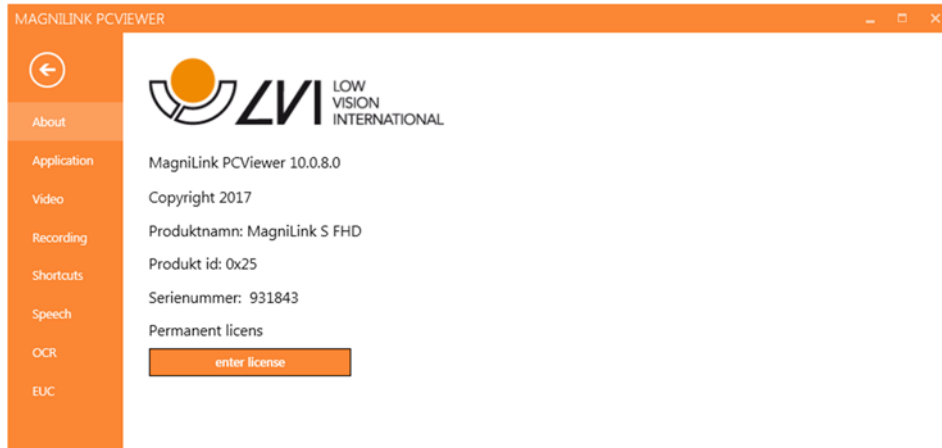 MAGNILINK PCVIEWER
About
Application
Video
Recording
Shortcuts
Speech
OCR
EUC
LVI
LOW
VISION
INTERNATIONAL
MagniLink PCViewer 10.0.8.0
Copyright 2017
Produktnamn: MagniLink S FHD
Produkt id: 0x25
Serienummer: 931843
Permanent licens
enter license